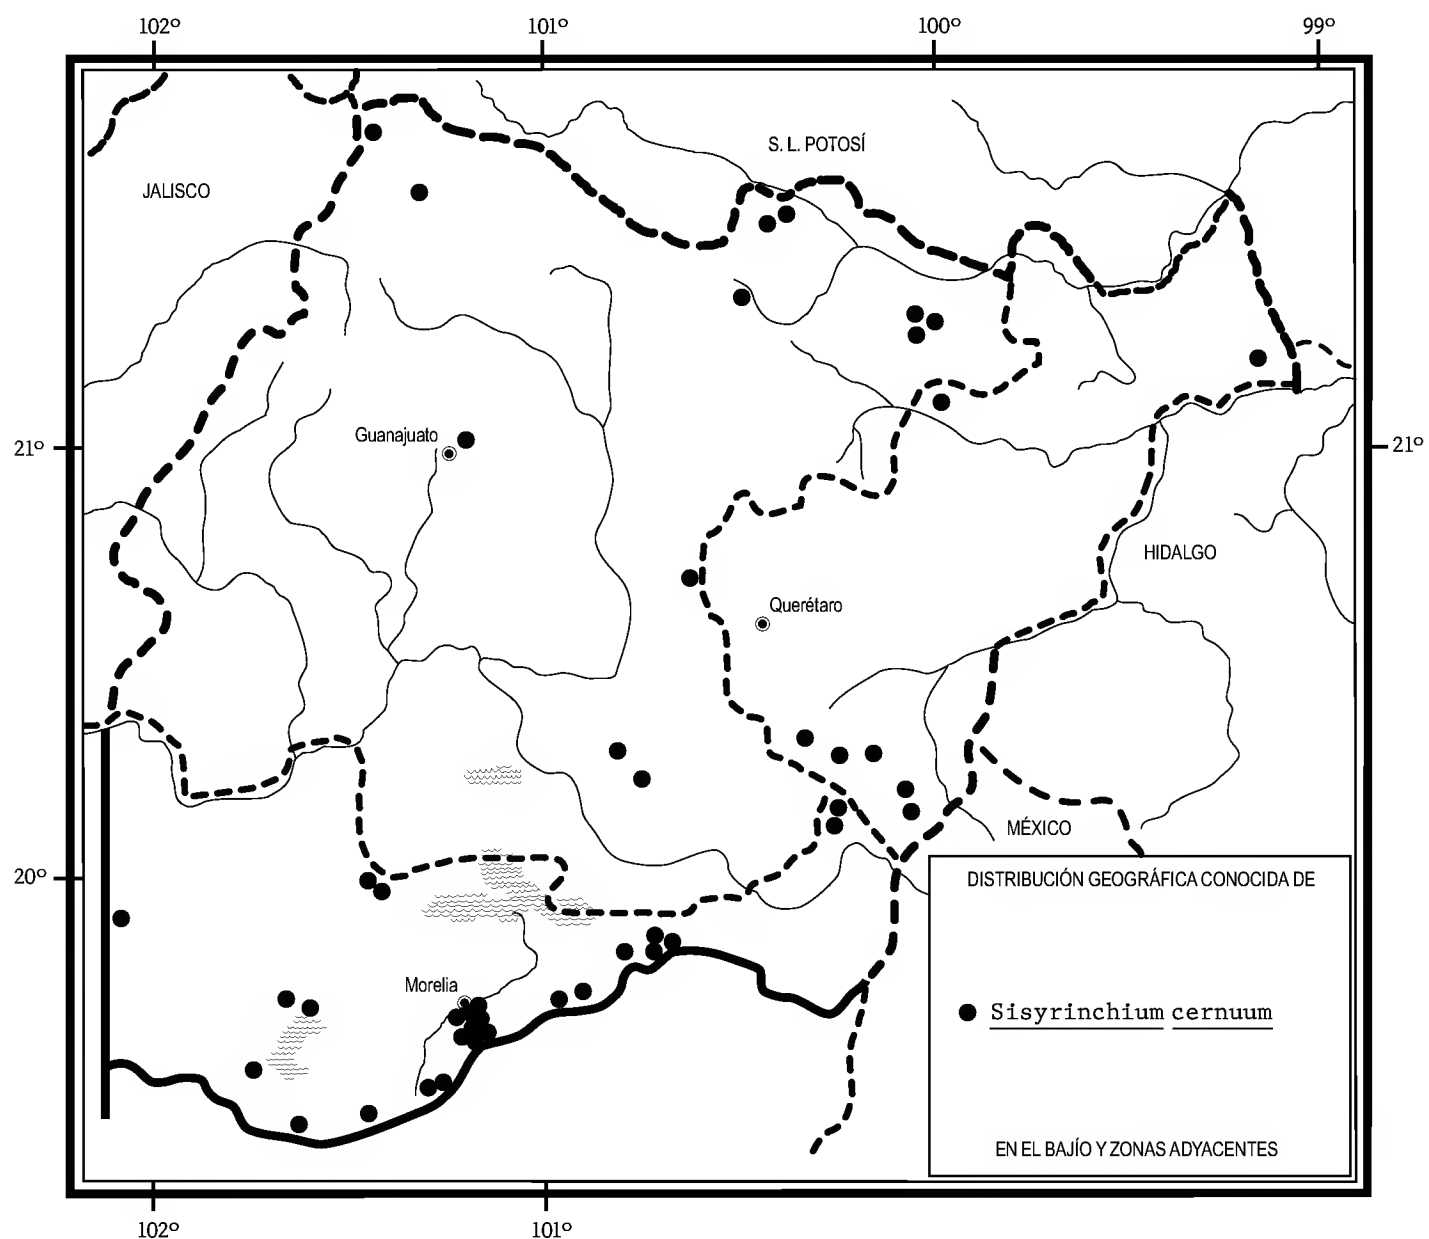 102º 101º 100º 99º
S. L. POTOSÍ
JALISCO
Guanajuato
21º 21º
HIDALGO
Querétaro
MÉXICO
20º
DISTRIBUCIÓN GEOGRÁFICA CONOCIDA DE
Morelia
Sisyrinchium cernuum
EN EL BAJÍO Y ZONAS ADYACENTES
102º 101º